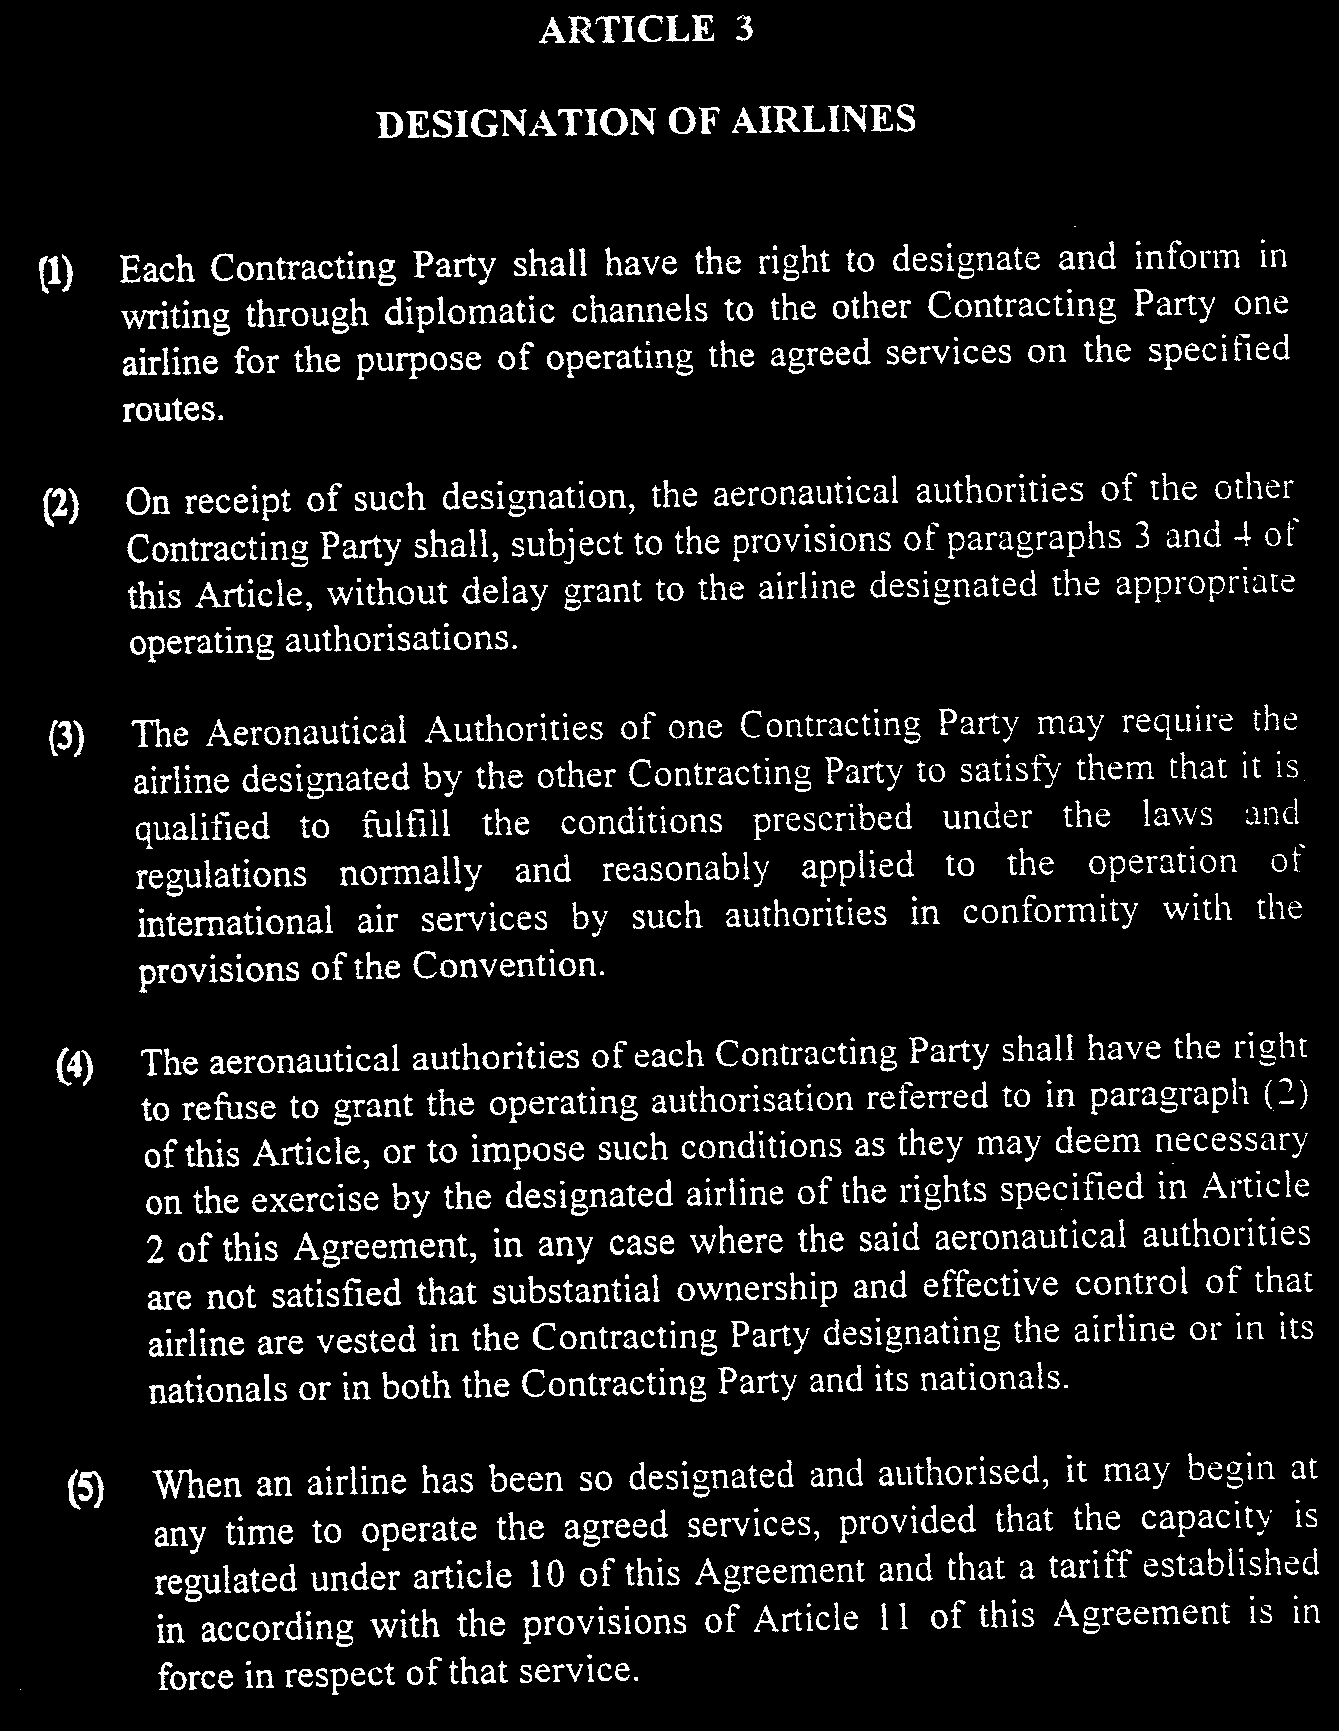 ARTICLE 3
DESIGNATION OF AIRLINES
(1) Each Contracting Party shall have the right to designate and inform in
writing through diplomatic channels to the other Contracting Party one
airline for the purpose of operating the agreed services on the specified
routes.
(2) On receipt of such designation, the aeronautical authorities of the other
Contracting Party shall, subject to the provisions of paragraphs 3 and 4 of
this Article, without delay grant to the airline designated the appropriate
operating authorisations.
(3) The Aeronautical Authorities of one Contracting Party may require the
airline designated by the other Contracting Party to satisfy them that it is
qualified to fulfill the conditions prescribed under the laws and
regulations normally and reasonably applied to the operation of
international air services by such authorities in conformity with the
provisions of the Convention.
(4) The aeronautical authorities of each Contracting Party shall have the right
to refuse to grant the operating authorisation referred to in paragraph (2)
of this Article, or to impose such conditions as they may deem necessary
on the exercise by the designated airline of the rights specified in Article
2 of this Agreement, in any case where the said aeronautical authorities
are not satisfied that substantial ownership and effective control of that
airline are vested in the Contracting Party designating the airline or in its
nationals or in both the Contracting Party and its nationals.
(5) When an airline has been so designated and authorised, it may begin at
any time to operate the agreed services, provided that the capacity is
regulated under article 10 of this Agreement and that a tariff established
in according with the provisions of Article 11 of this Agreement is in
force in respect of that service.